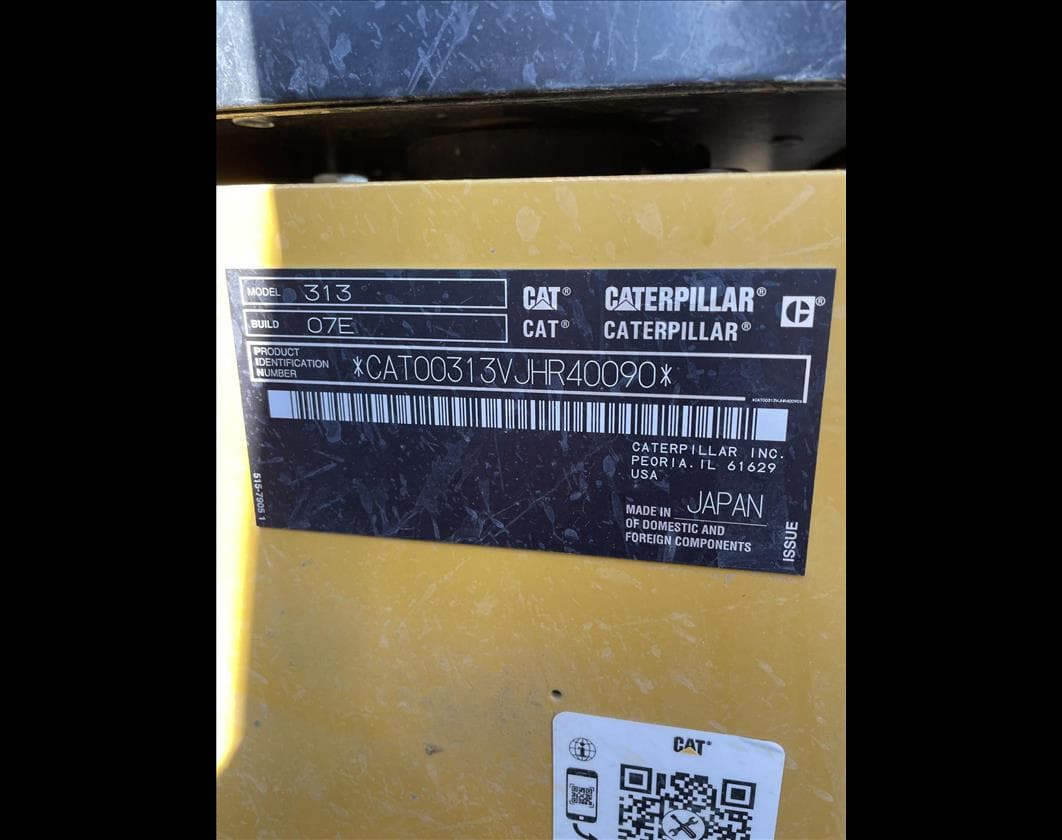 MODEL 313
BUILD 07E
CAT® CATERPILLAR® ®
CAT® CATERPILLAR®
PRODUCT
IDENTIFICATION
NUMBER
*CAT00313VJHR40090*
*CAT00313VJHR40090*
CATERPILLAR INC.
PEORIA, IL 61629
USA
MADE IN JAPAN
OF DOMESTIC AND
FOREIGN COMPONENTS
515-7905 1
ISSUE
CAT®